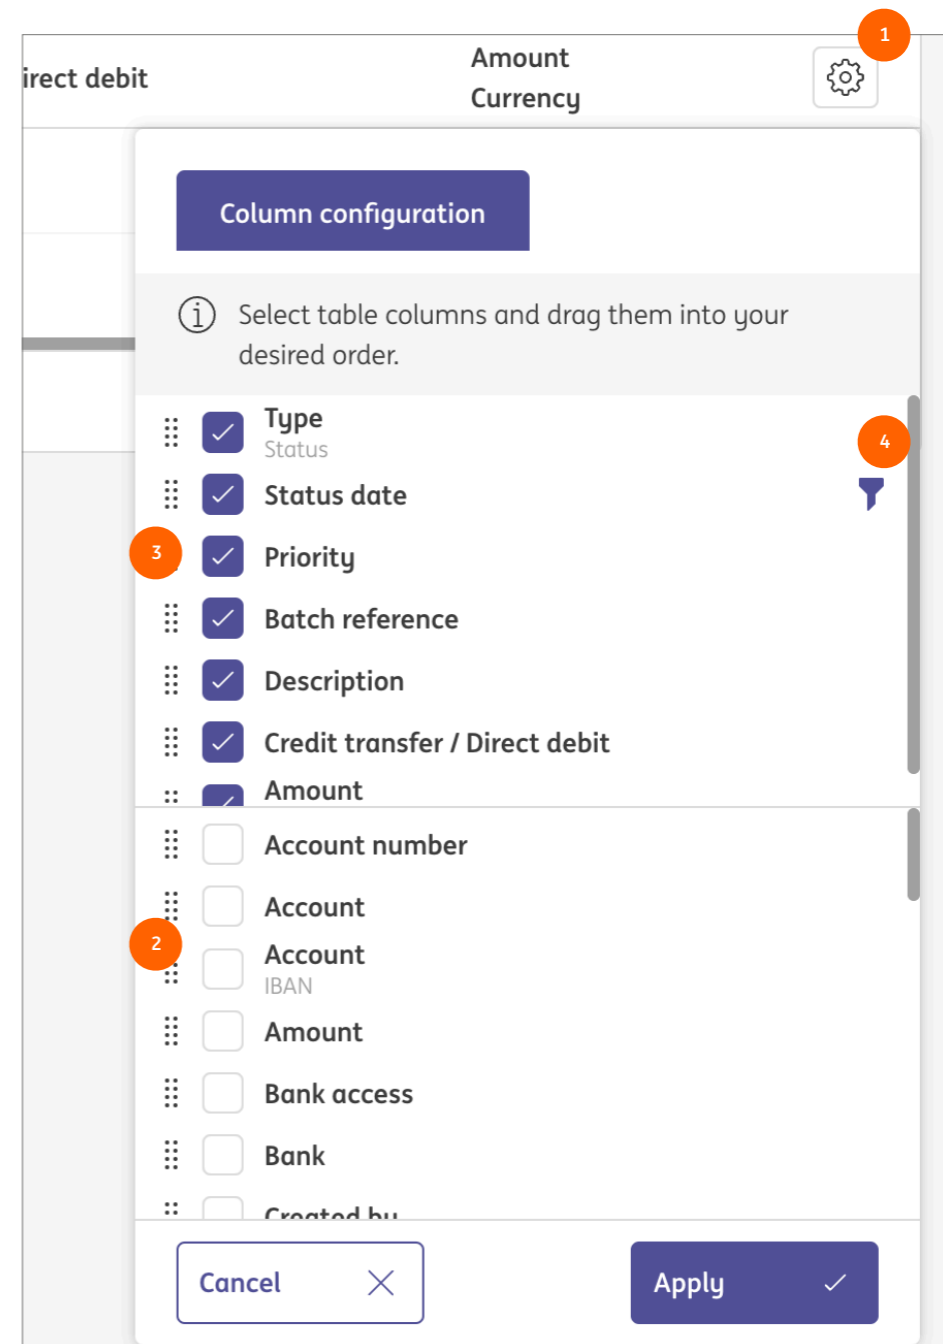 1
irect debit
Amount
Currency
Column configuration
Select table columns and drag them into your
desired order.
Type
Status
4
Status date
3
Priority
Batch reference
Description
Credit transfer / Direct debit
Amount
Account number
Account
2
Account
IBAN
Amount
Bank access
Bank
Created by
Cancel
Apply